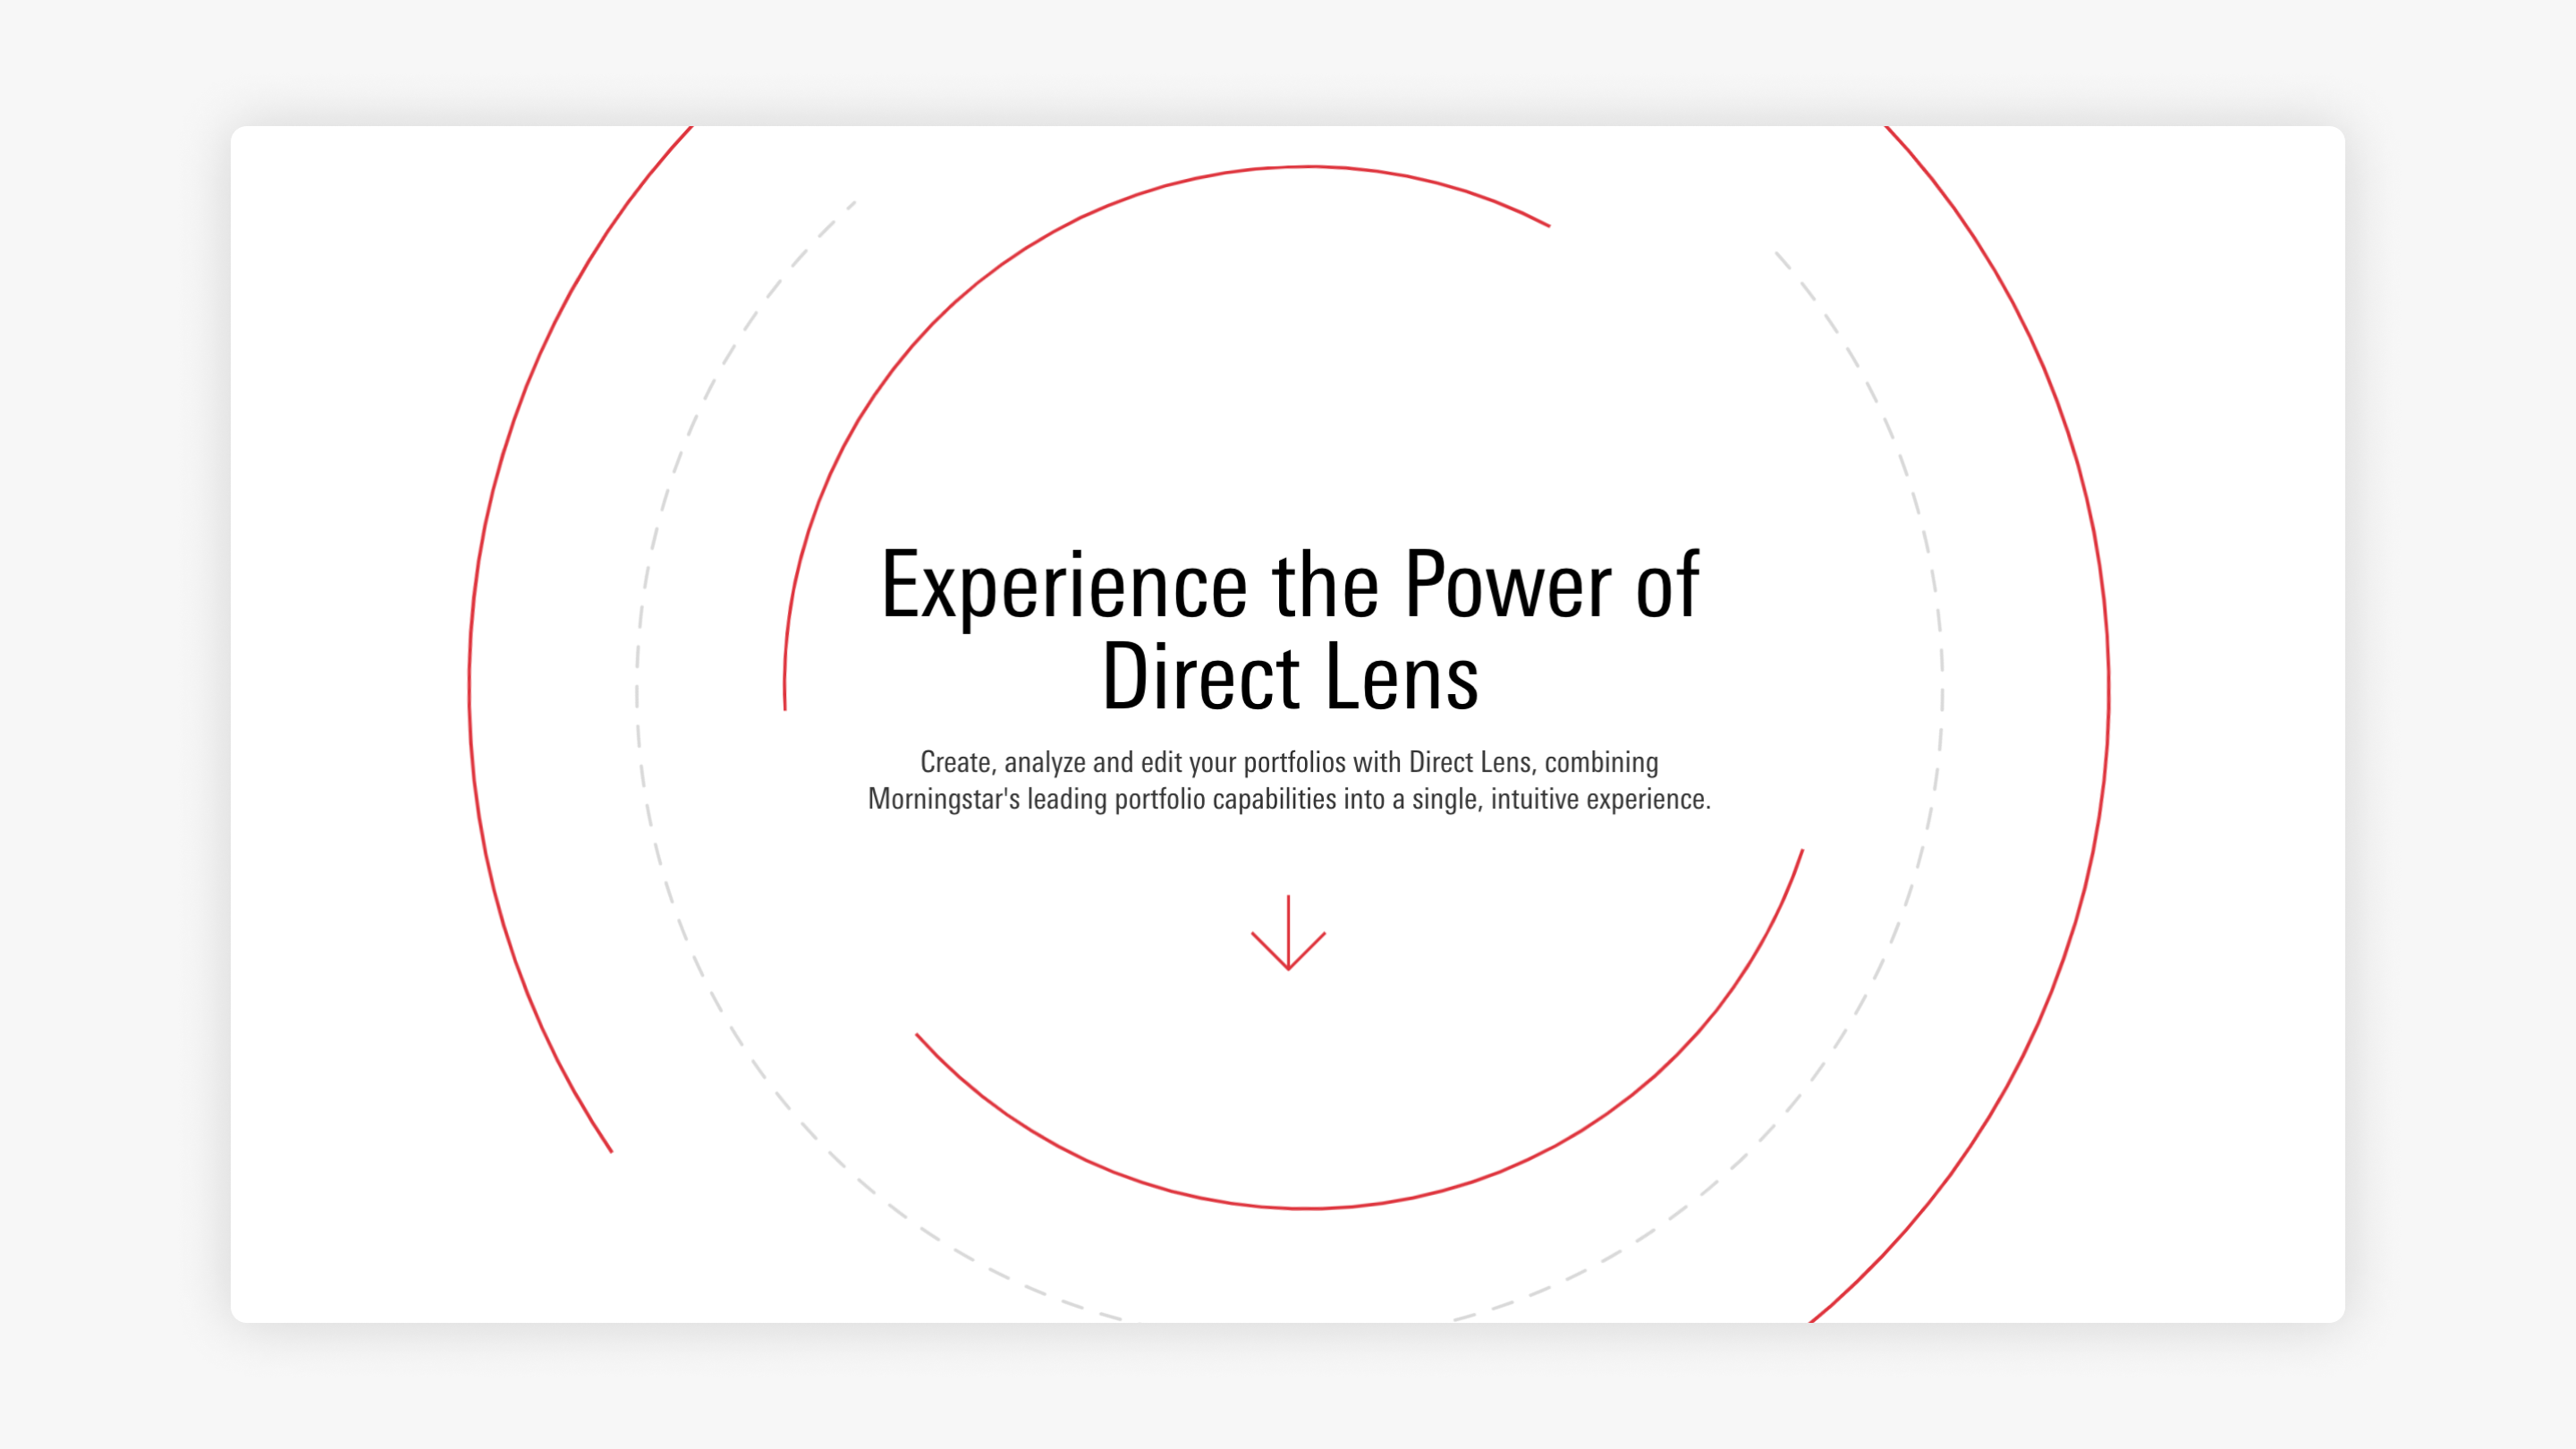 Experience the Power of
Direct Lens
Create, analyze and edit your portfolios with Direct Lens, combining
Morningstar's leading portfolio capabilities into a single, intuitive experience.